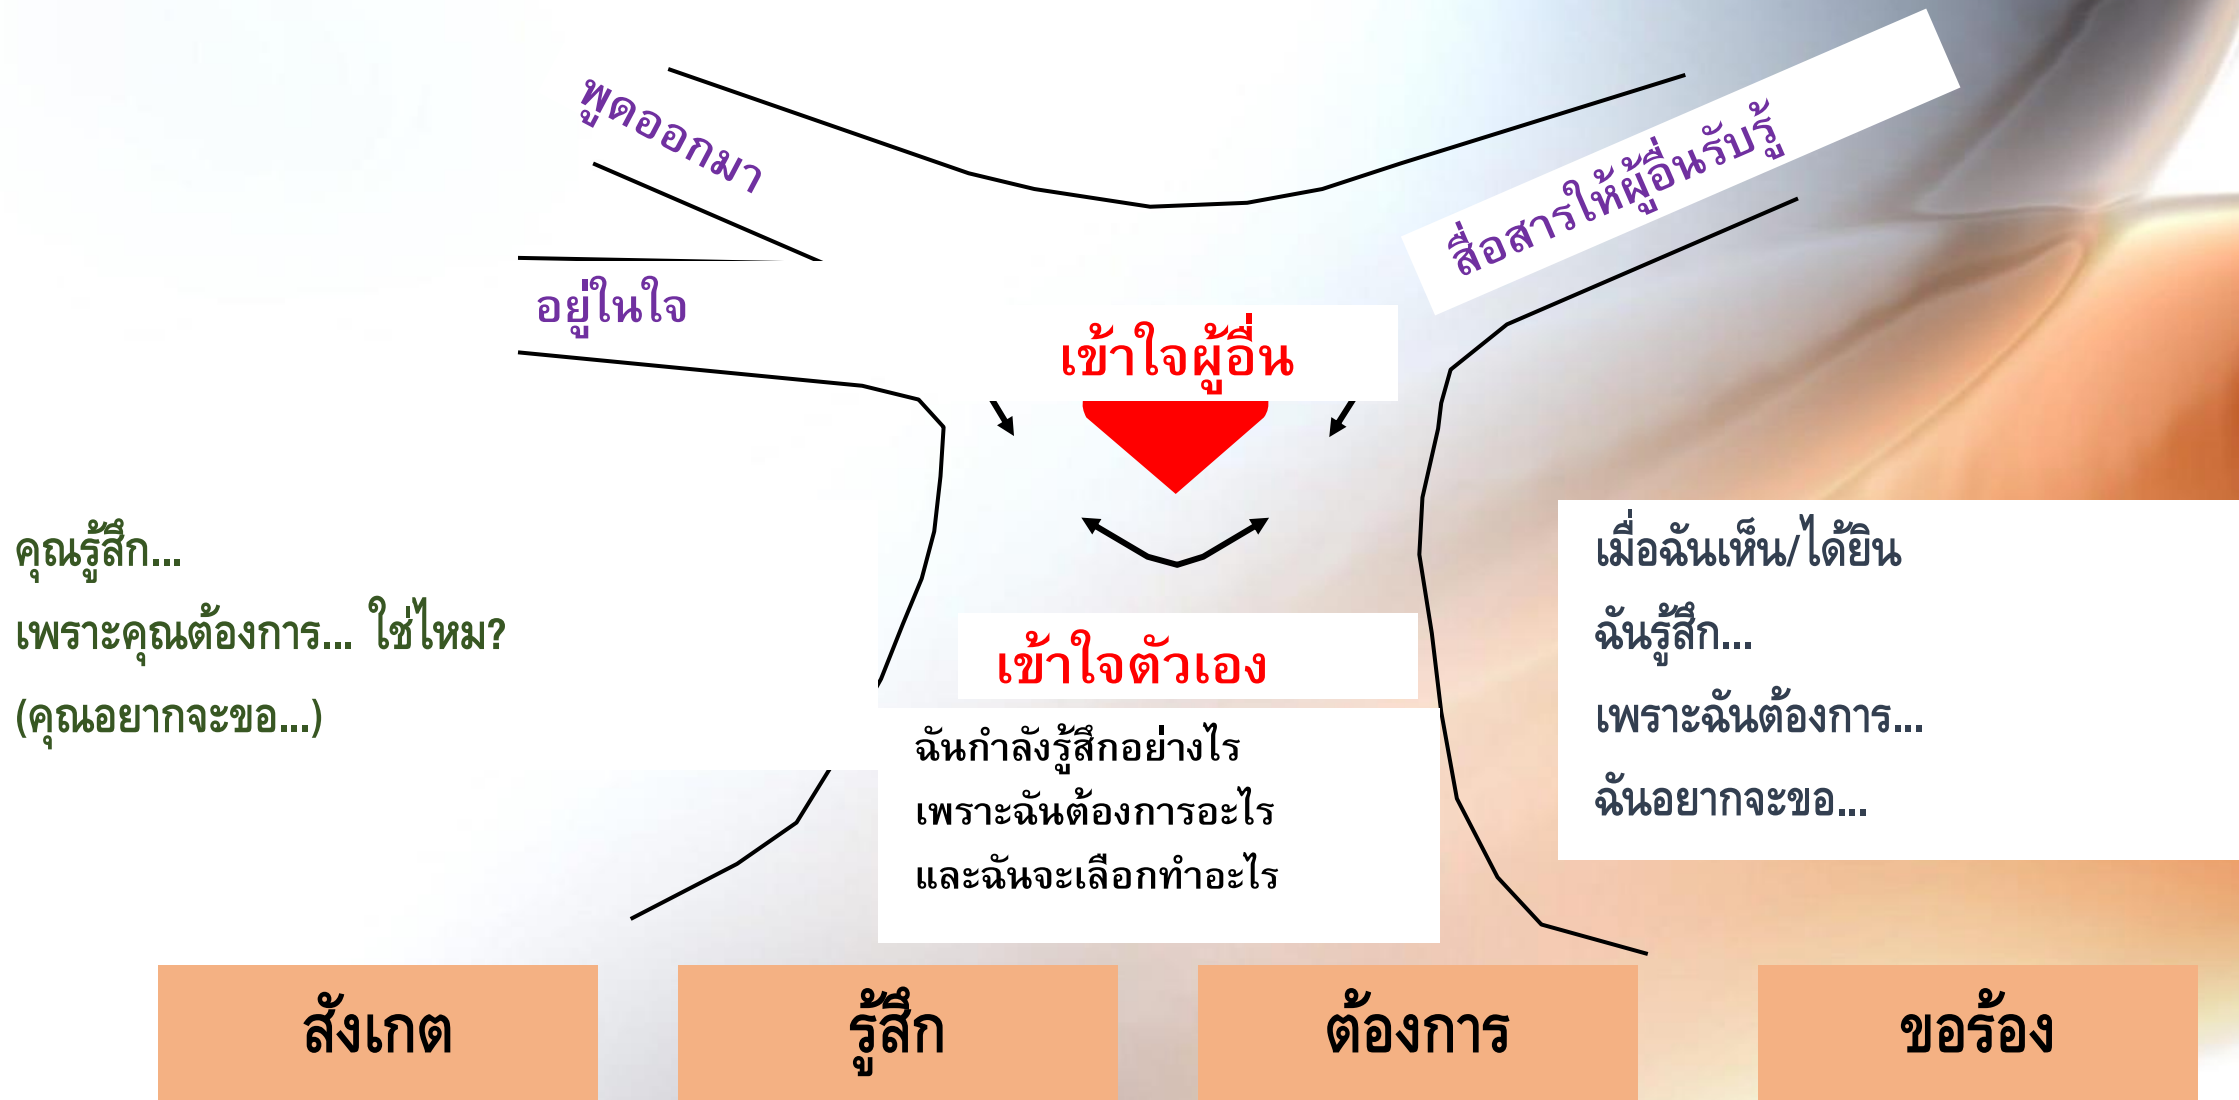 พูดออกมา
สื่อสารให้ผู้อื่นรับรู้
อยู่ในใจ
เข้าใจผู้อื่น
คุณรู้สึก...
เพราะคุณต้องการ... ใช่ไหม?
(คุณอยากจะขอ...)
เข้าใจตัวเอง
ฉันกำลังรู้สึกอย่างไร
เพราะฉันต้องการอะไร
และฉันจะเลือกทำอะไร
เมื่อฉันเห็น/ได้ยิน
ฉันรู้สึก...
เพราะฉันต้องการ...
ฉันอยากจะขอ...
สังเกต
รู้สึก
ต้องการ
ขอร้อง